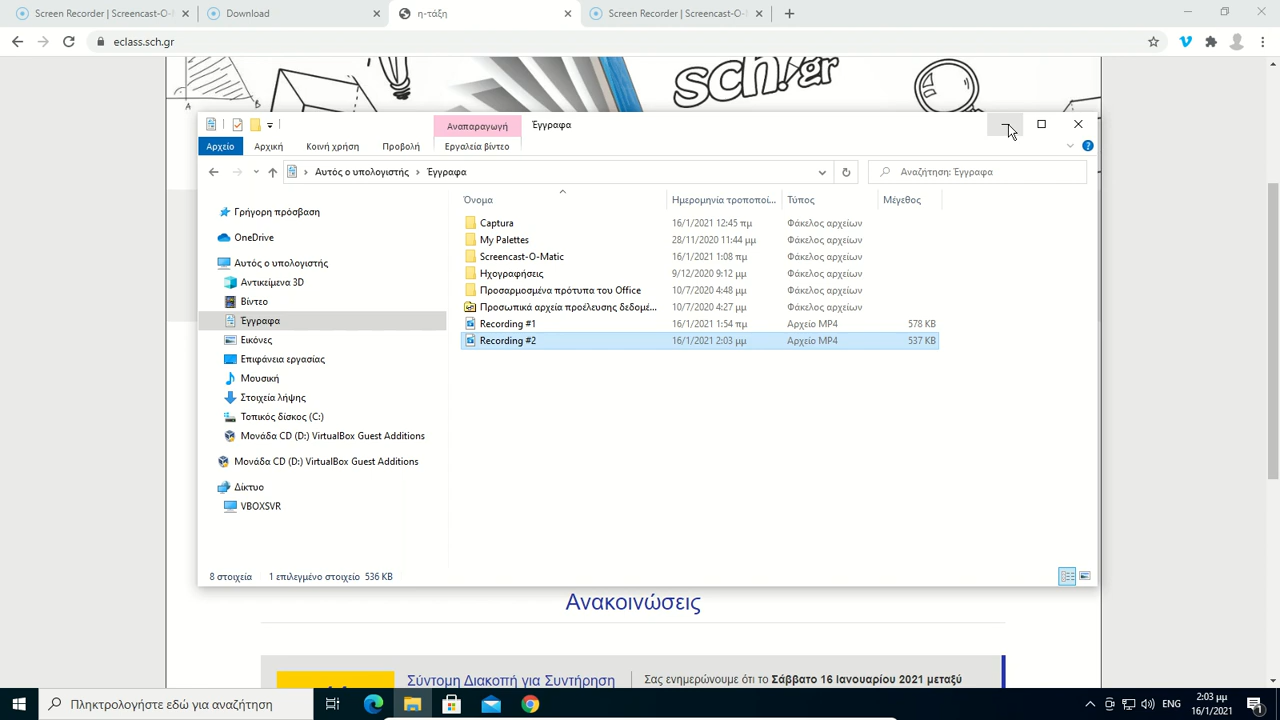 Screen Recorder | Screencast-O-M
Download
η-τάξη
Screen Recorder | Screencast-O-M
eclass.sch.gr
sch.gr
Αναπαραγωγή
Έγγραφα
Αρχείο
Αρχική
Κοινή χρήση
Προβολή
Εργαλεία βίντεο
Αυτός ο υπολογιστής
Έγγραφα
Αναζήτηση: Έγγραφα
Όνομα
Ημερομηνία τροποποί...
Τύπος
Μέγεθος
Γρήγορη πρόσβαση
OneDrive
Αυτός ο υπολογιστής
Αντικείμενα 3D
Βίντεο
Έγγραφα
Εικόνες
Επιφάνεια εργασίας
Μουσική
Στοιχεία λήψης
Τοπικός δίσκος (C:)
Μονάδα CD (D:) VirtualBox Guest Additions
Μονάδα CD (D:) VirtualBox Guest Additions
Δίκτυο
VBOXSVR
Captura 16/1/2021 12:45 πμ Φάκελος αρχείων
My Palettes 28/11/2020 11:44 μμ Φάκελος αρχείων
Screencast-O-Matic 16/1/2021 1:08 πμ Φάκελος αρχείων
Ηχογραφήσεις 9/12/2020 9:12 μμ Φάκελος αρχείων
Προσαρμοσμένα πρότυπα του Office 10/7/2020 4:48 μμ Φάκελος αρχείων
Προσωπικά αρχεία προέλευσης δεδομέ... 10/7/2020 4:27 μμ Φάκελος αρχείων
Recording #1 16/1/2021 1:54 πμ Αρχείο MP4 578 KB
Recording #2 16/1/2021 2:03 μμ Αρχείο MP4 537 KB
8 στοιχεία 1 επιλεγμένο στοιχείο 536 KB
Ανακοινώσεις
Σύντομη Διακοπή για Συντήρηση
Σας ενημερώνουμε ότι το Σάββατο 16 Ιανουαρίου 2021 μεταξύ
Πληκτρολογήστε εδώ για αναζήτηση
ENG
2:03 μμ
16/1/2021